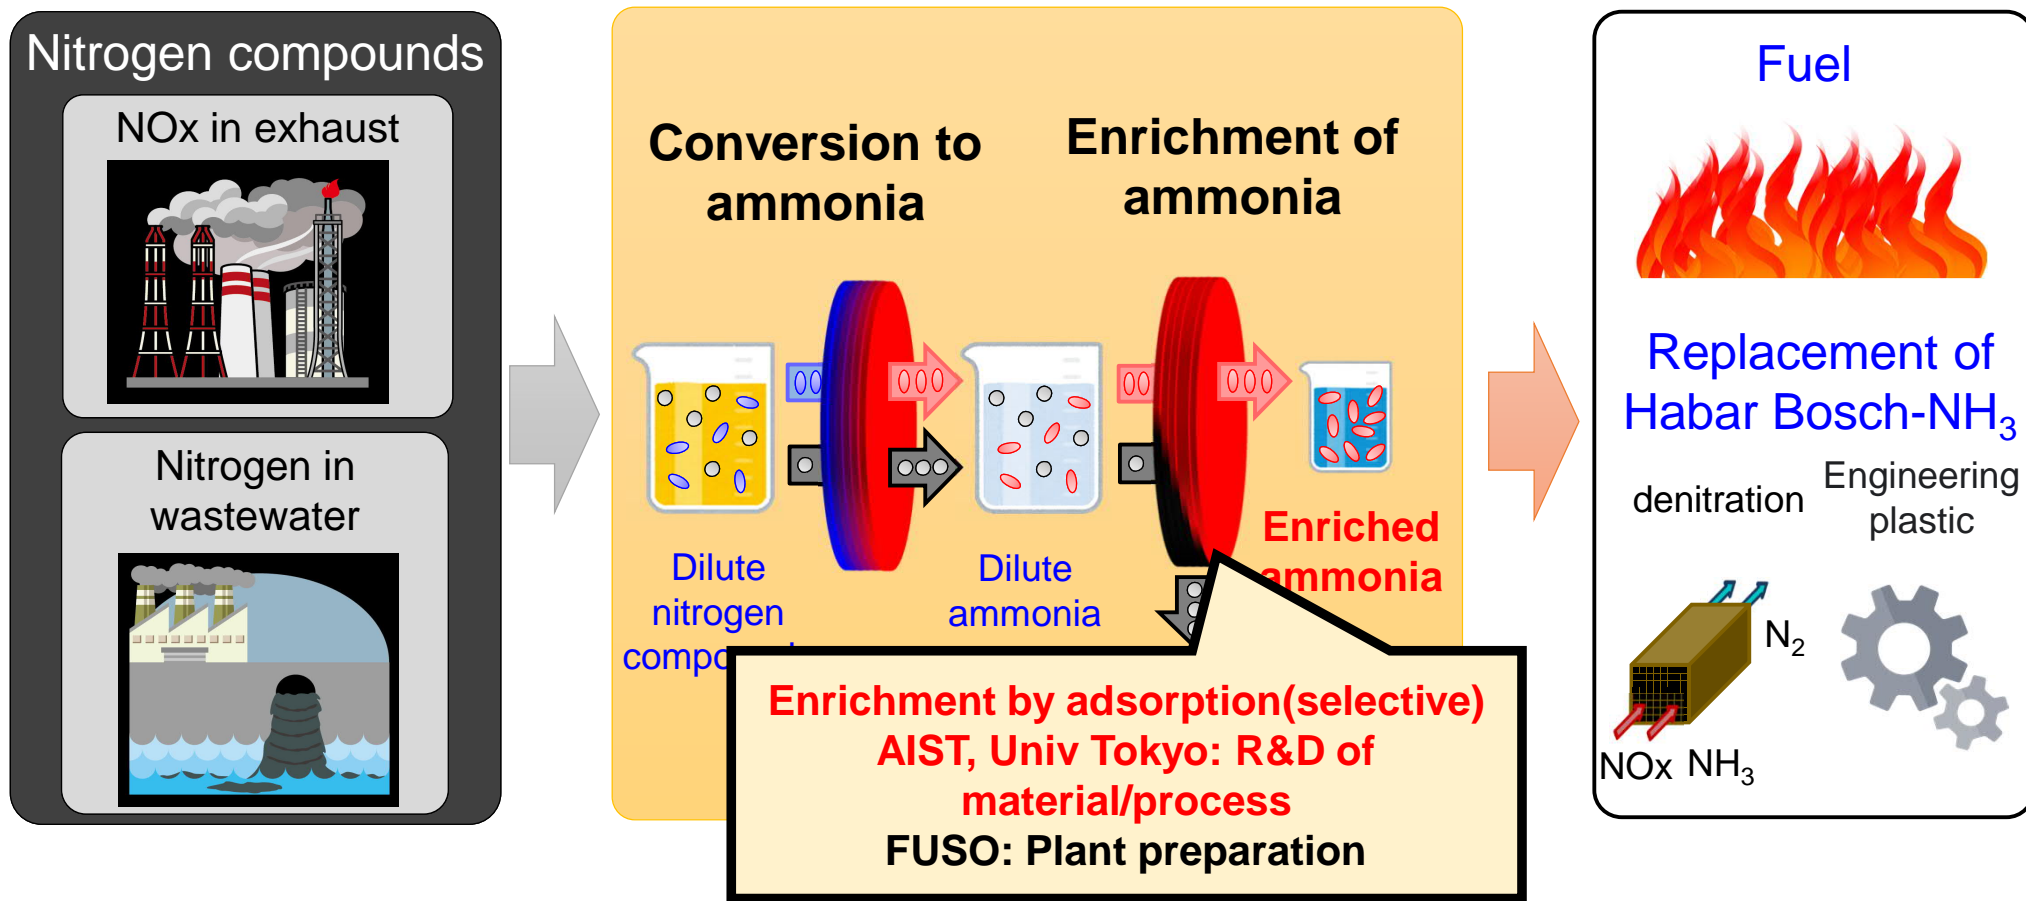 Nitrogen compounds
NOx in exhaust
Nitrogen in
wastewater
Conversion to
ammonia
Enrichment of
ammonia
Dilute
nitrogen
Dilute
ammonia
Enriched
ammonia
Enrichment by adsorption(selective)
AIST, Univ Tokyo: R&D of
material/process
FUSO: Plant preparation
Fuel
Replacement of
Habar Bosch-NH₃
denitration
Engineering
plastic
N₂
NOx NH₃